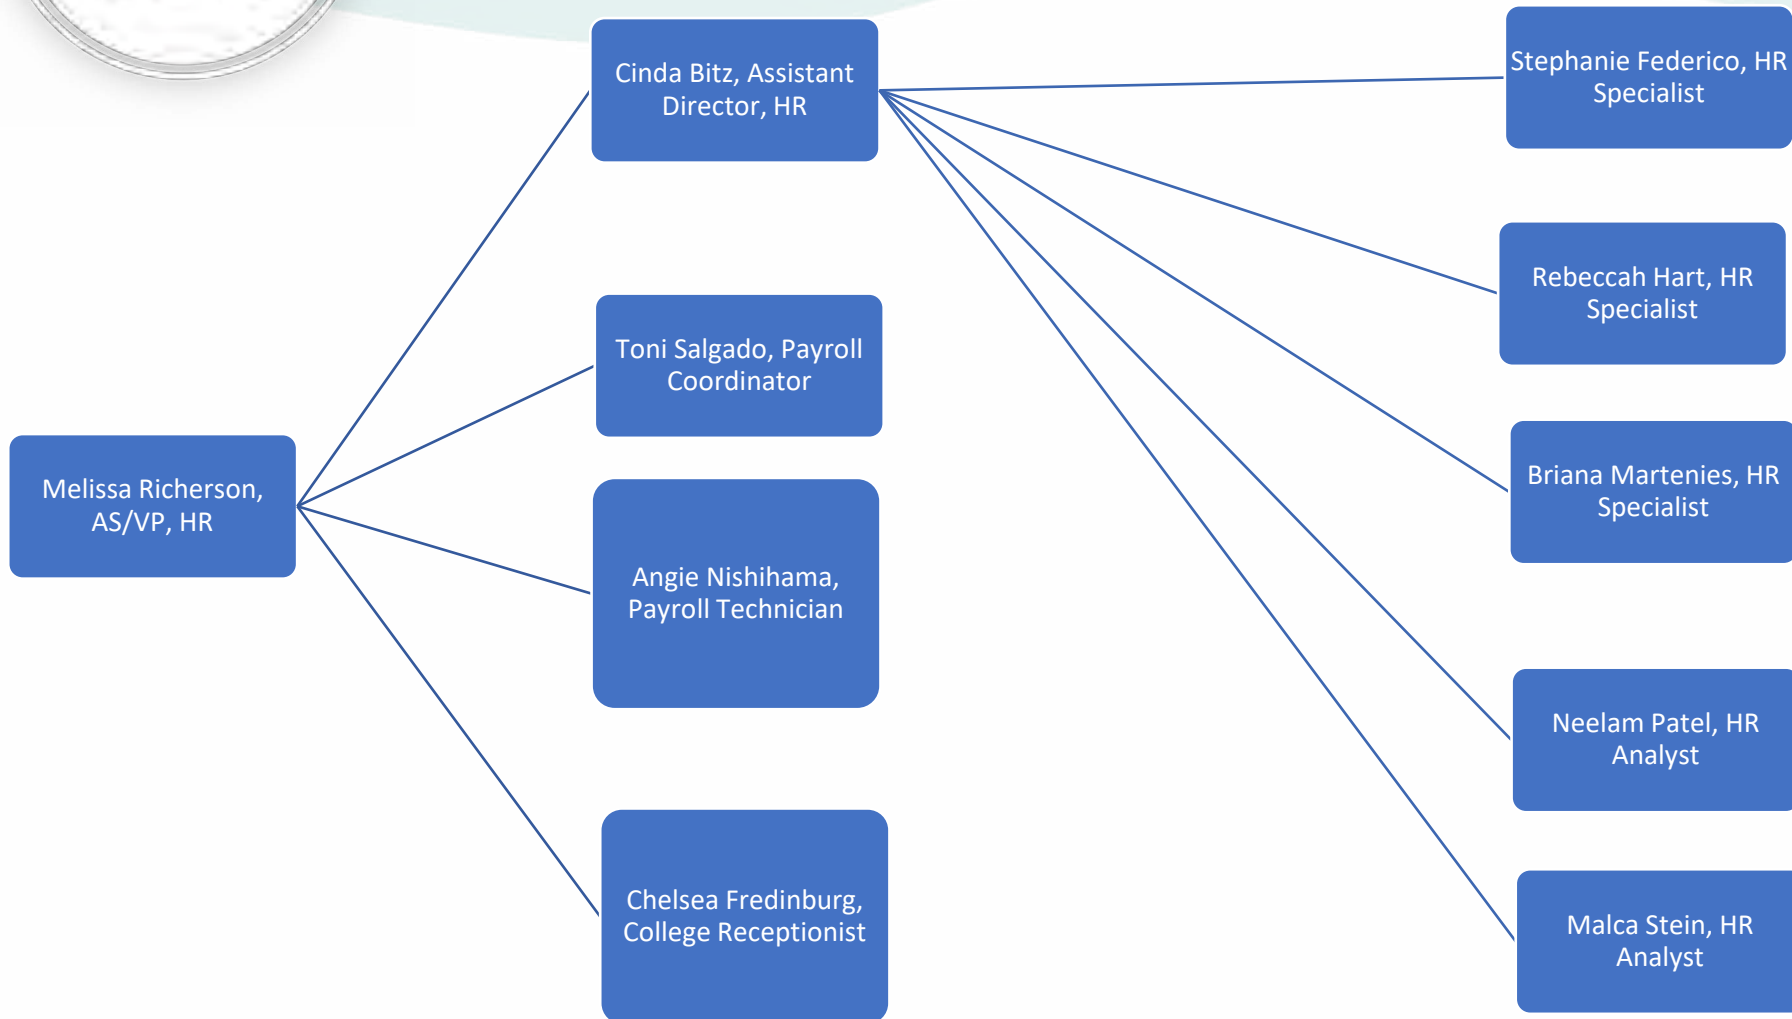 Cinda Bitz, Assistant
Director, HR
Stephanie Federico, HR
Specialist
Rebeccah Hart, HR
Specialist
Toni Salgado, Payroll
Coordinator
Melissa Richerson,
AS/VP, HR
Briana Martenies, HR
Specialist
Angie Nishihama,
Payroll Technician
Neelam Patel, HR
Analyst
Chelsea Fredinburg,
College Receptionist
Malca Stein, HR
Analyst